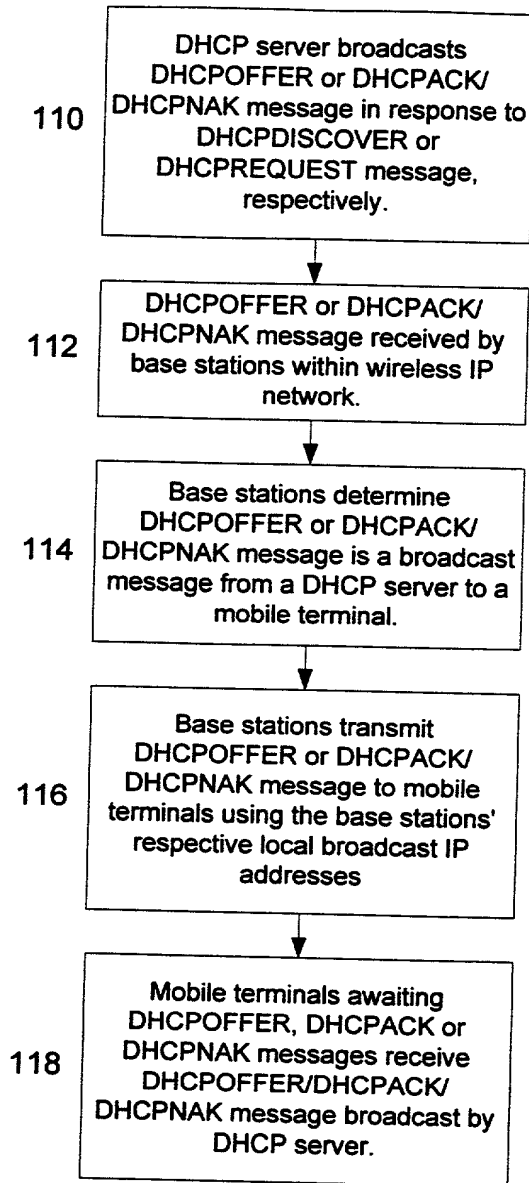 DHCP server broadcasts
DHCPOFFER or DHCPACK/
DHCPNAK message in response to
DHCPDISCOVER or
DHCPREQUEST message,
respectively.
110
DHCPOFFER or DHCPACK/
DHCPNAK message received by
base stations within wireless IP
network.
112
Base stations determine
DHCPOFFER or DHCPACK/
DHCPNAK message is a broadcast
message from a DHCP server to a
mobile terminal.
114
Base stations transmit
DHCPOFFER or DHCPACK/
DHCPNAK message to mobile
terminals using the base stations'
respective local broadcast IP
addresses
116
Mobile terminals awaiting
DHCPOFFER, DHCPACK or
DHCPNAK messages receive
DHCPOFFER/DHCPACK/
DHCPNAK message broadcast by
DHCP server.
118